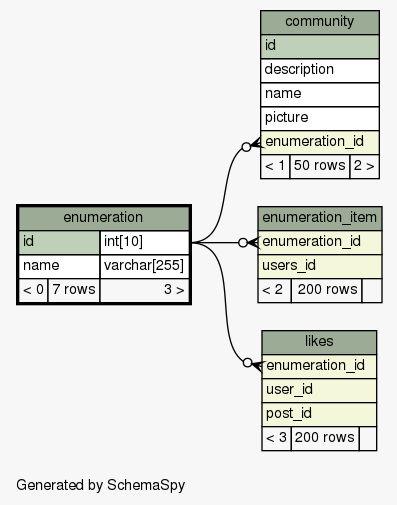 community
id
description
name
picture
enumeration_id
< 1 50 rows 2 >
enumeration
id int[10]
name varchar[255]
< 0 7 rows 3 >
enumeration_item
enumeration_id
users_id
< 2 200 rows
likes
enumeration_id
user_id
post_id
< 3 200 rows
Generated by SchemaSpy